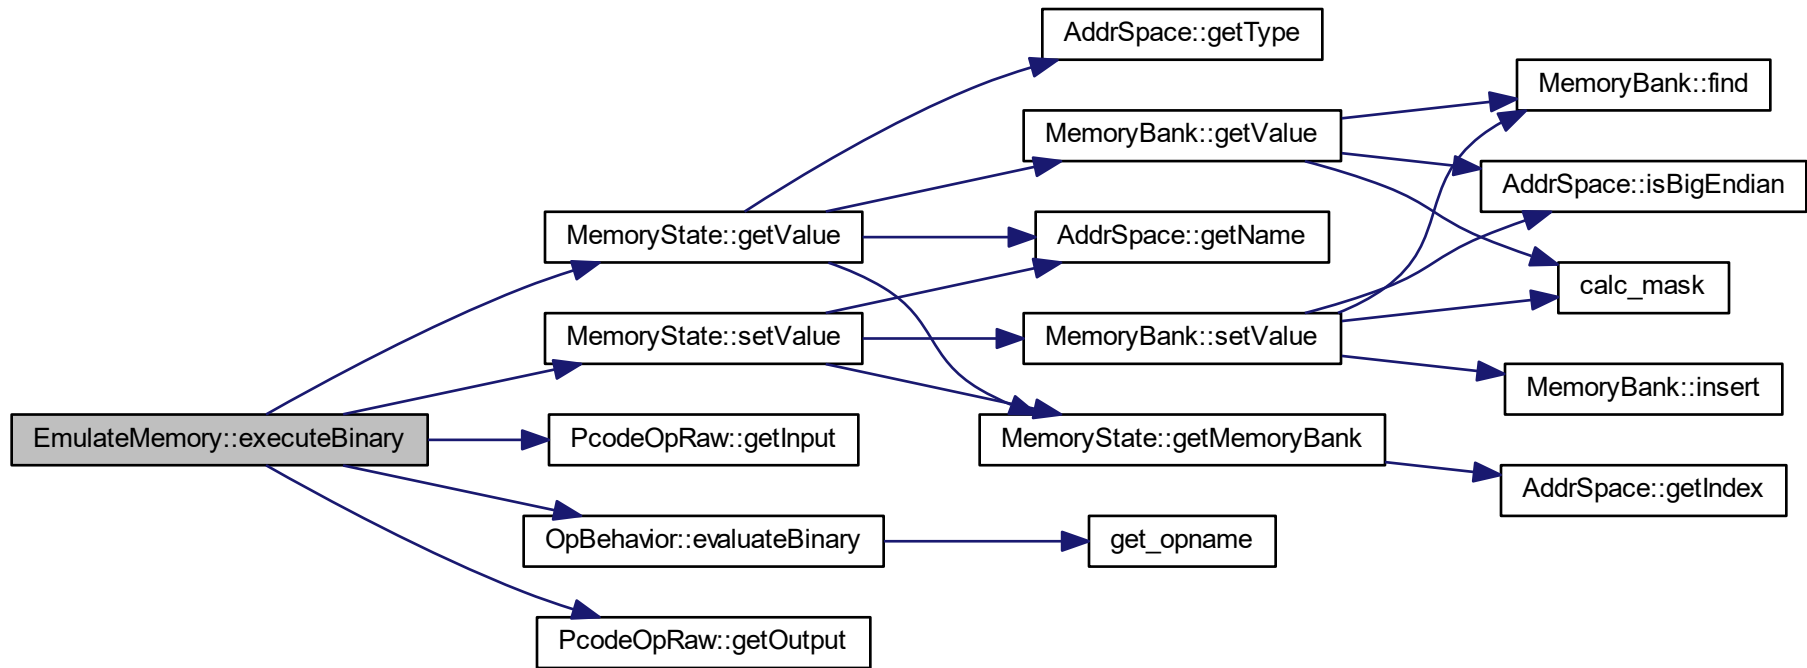 AddrSpace::getType
MemoryBank::find
MemoryBank::getValue
AddrSpace::isBigEndian
MemoryState::getValue
AddrSpace::getName
calc_mask
MemoryState::setValue
MemoryBank::setValue
MemoryBank::insert
EmulateMemory::executeBinary
PcodeOpRaw::getInput
MemoryState::getMemoryBank
AddrSpace::getIndex
OpBehavior::evaluateBinary
get_opname
PcodeOpRaw::getOutput